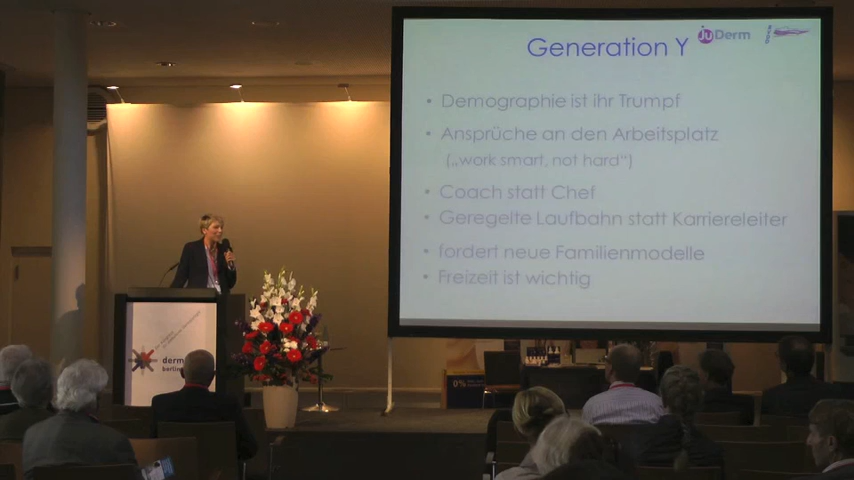 Generation Y
JuDerm
• Demographie ist ihr Trumpf
• Ansprüche an den Arbeitsplatz
(„work smart, not hard“)
• Coach statt Chef
• Geregelte Laufbahn statt Karriereleiter
• fordert neue Familienmodelle
• Freizeit ist wichtig
derm
berlin
0%